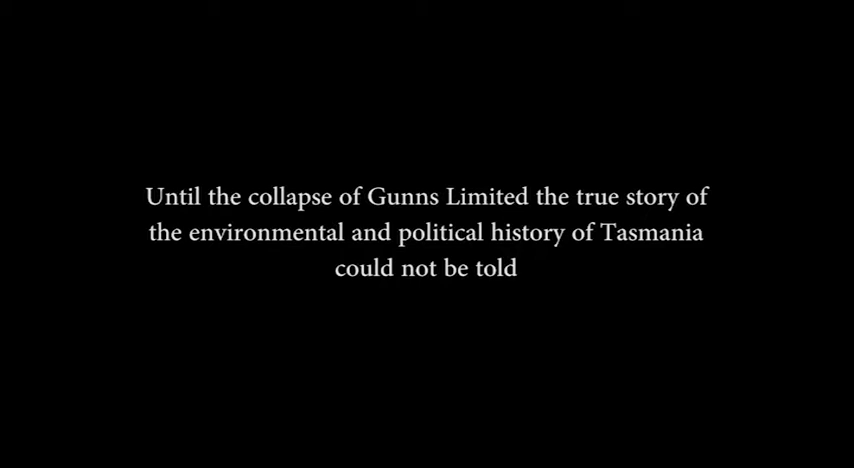 Until the collapse of Gunns Limited the true story of
the environmental and political history of Tasmania
could not be told